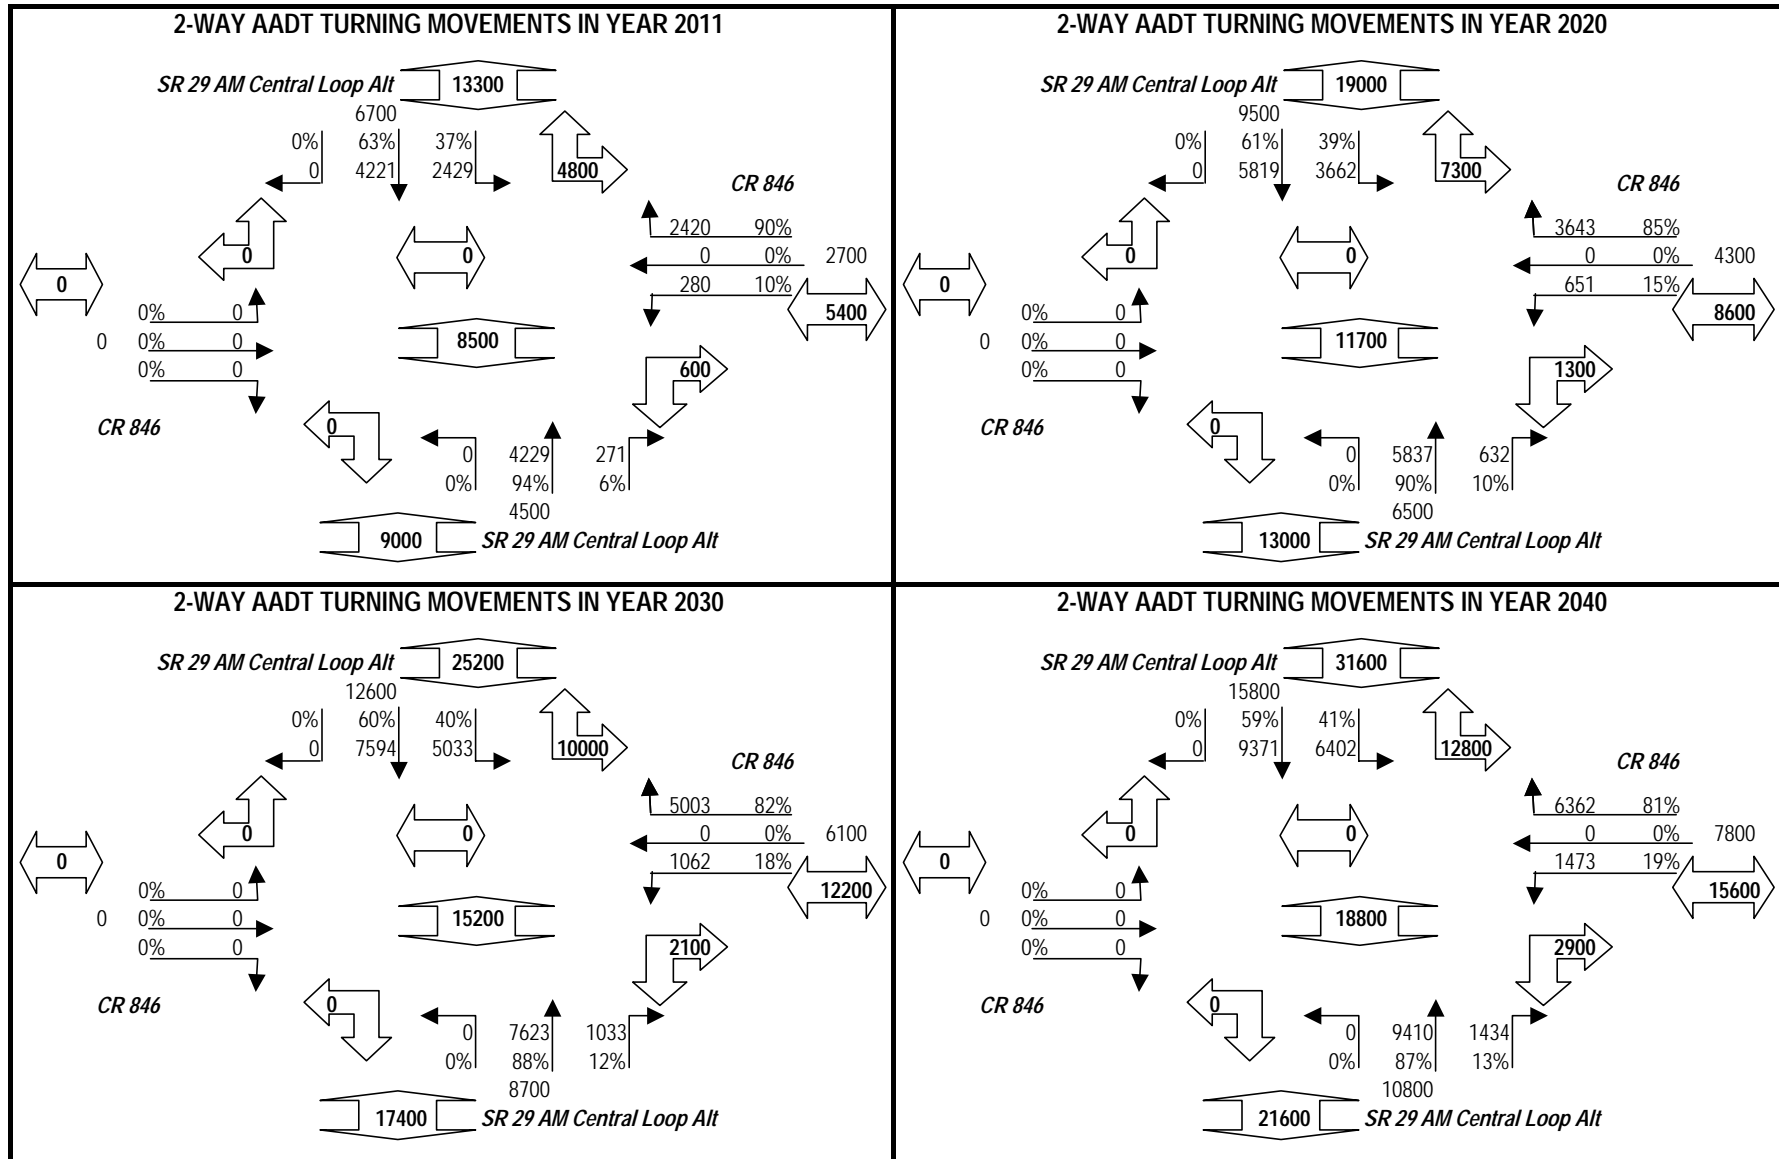 2-WAY AADT TURNING MOVEMENTS IN YEAR 2011
SR 29 AM Central Loop Alt 13300
6700
0% 63% 37%
0 4221 2429 4800
CR 846
2420 90%
0 0 0 0% 2700
0 280 10%
0% 0 5400
0 0% 0 8500
0% 0 600
CR 846 0
0 4229 271
0% 94% 6%
4500
9000 SR 29 AM Central Loop Alt
2-WAY AADT TURNING MOVEMENTS IN YEAR 2020
SR 29 AM Central Loop Alt 19000
9500
0% 61% 39%
0 5819 3662 7300
CR 846
3643 85%
0 0 0 0% 4300
0 651 15%
0% 0 8600
0 0% 0 11700
0% 0 1300
CR 846 0
0 5837 632
0% 90% 10%
6500
13000 SR 29 AM Central Loop Alt
2-WAY AADT TURNING MOVEMENTS IN YEAR 2030
SR 29 AM Central Loop Alt 25200
12600
0% 60% 40%
0 7594 5033 10000
CR 846
5003 82%
0 0 0 0% 6100
0 1062 18%
0% 0 12200
0 0% 0 15200
0% 0 2100
CR 846 0
0 7623 1033
0% 88% 12%
8700
17400 SR 29 AM Central Loop Alt
2-WAY AADT TURNING MOVEMENTS IN YEAR 2040
SR 29 AM Central Loop Alt 31600
15800
0% 59% 41%
0 9371 6402 12800
CR 846
6362 81%
0 0 0 0% 7800
0 1473 19%
0% 0 15600
0 0% 0 18800
0% 0 2900
CR 846 0
0 9410 1434
0% 87% 13%
10800
21600 SR 29 AM Central Loop Alt